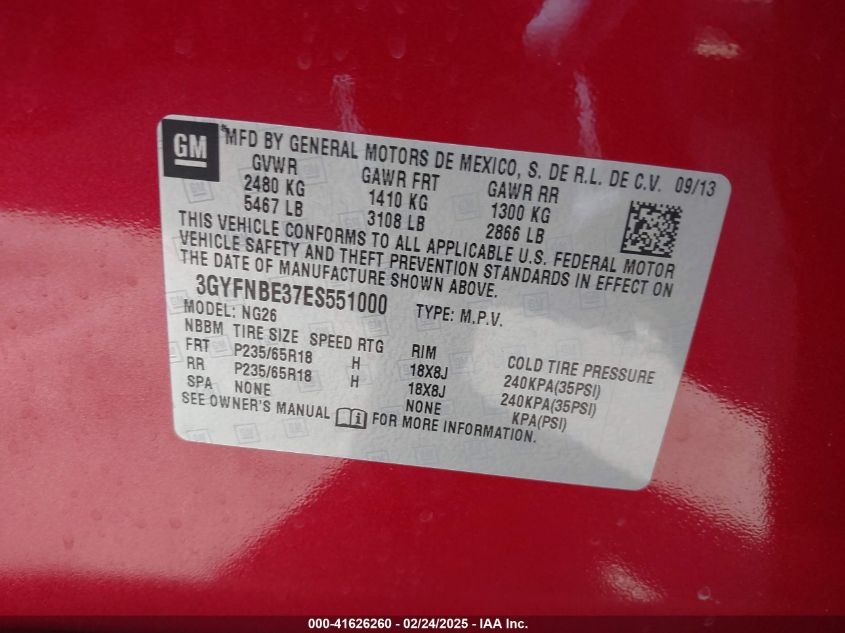 GM
*MFD BY GENERAL MOTORS DE MEXICO, S. DE R.L. DE C.V. 09/13
GVWR GAWR FRT GAWR RR
2480 KG 1410 KG 1300 KG
5467 LB 3108 LB 2866 LB
THIS VEHICLE CONFORMS TO ALL APPLICABLE U.S. FEDERAL MOTOR
VEHICLE SAFETY AND THEFT PREVENTION STANDARDS IN EFFECT ON
THE DATE OF MANUFACTURE SHOWN ABOVE.
3GYFNBE37ES551000 TYPE: M.P.V.
MODEL: NG26
NBBM TIRE SIZE SPEED RTG RIM COLD TIRE PRESSURE
FRT P235/65R18 H 18X8J 240KPA(35PSI)
RR P235/65R18 H 18X8J 240KPA(35PSI)
SPA NONE NONE KPA(PSI)
SEE OWNER'S MANUAL FOR MORE INFORMATION.
000-41626260 - 02/24/2025 - IAA Inc.